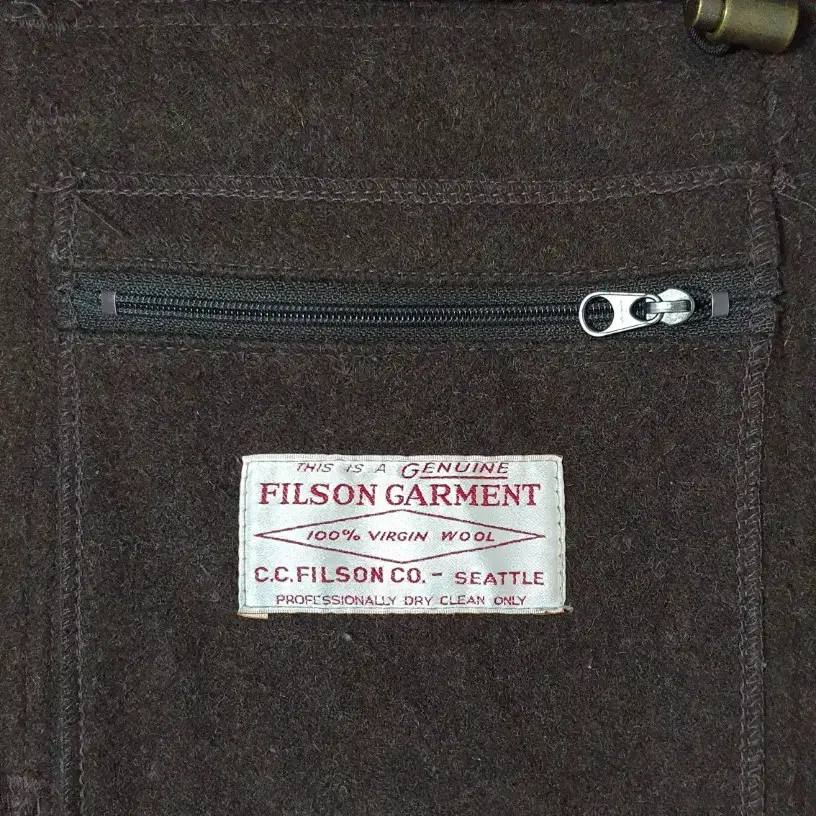 THIS IS A GENUINE
FILSON GARMENT
100% VIRGIN WOOL
C.C.FILSON CO. - SEATTLE
PROFESSIONALLY DRY CLEAN ONLY